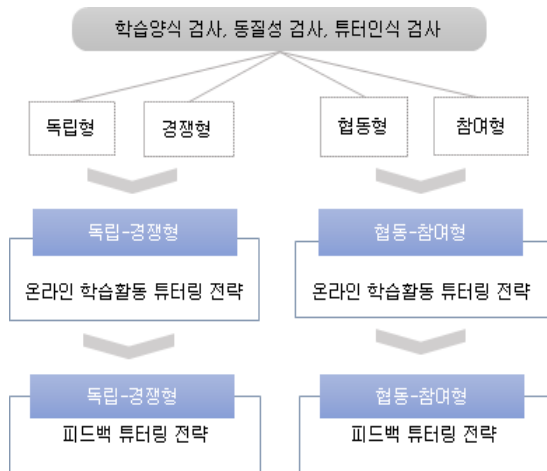 학습양식 검사, 동질성 검사, 튜터인식 검사
독립형
경쟁형
협동형
참여형
독립-경쟁형
온라인 학습활동 튜터링 전략
협동-참여형
온라인 학습활동 튜터링 전략
독립-경쟁형
피드백 튜터링 전략
협동-참여형
피드백 튜터링 전략